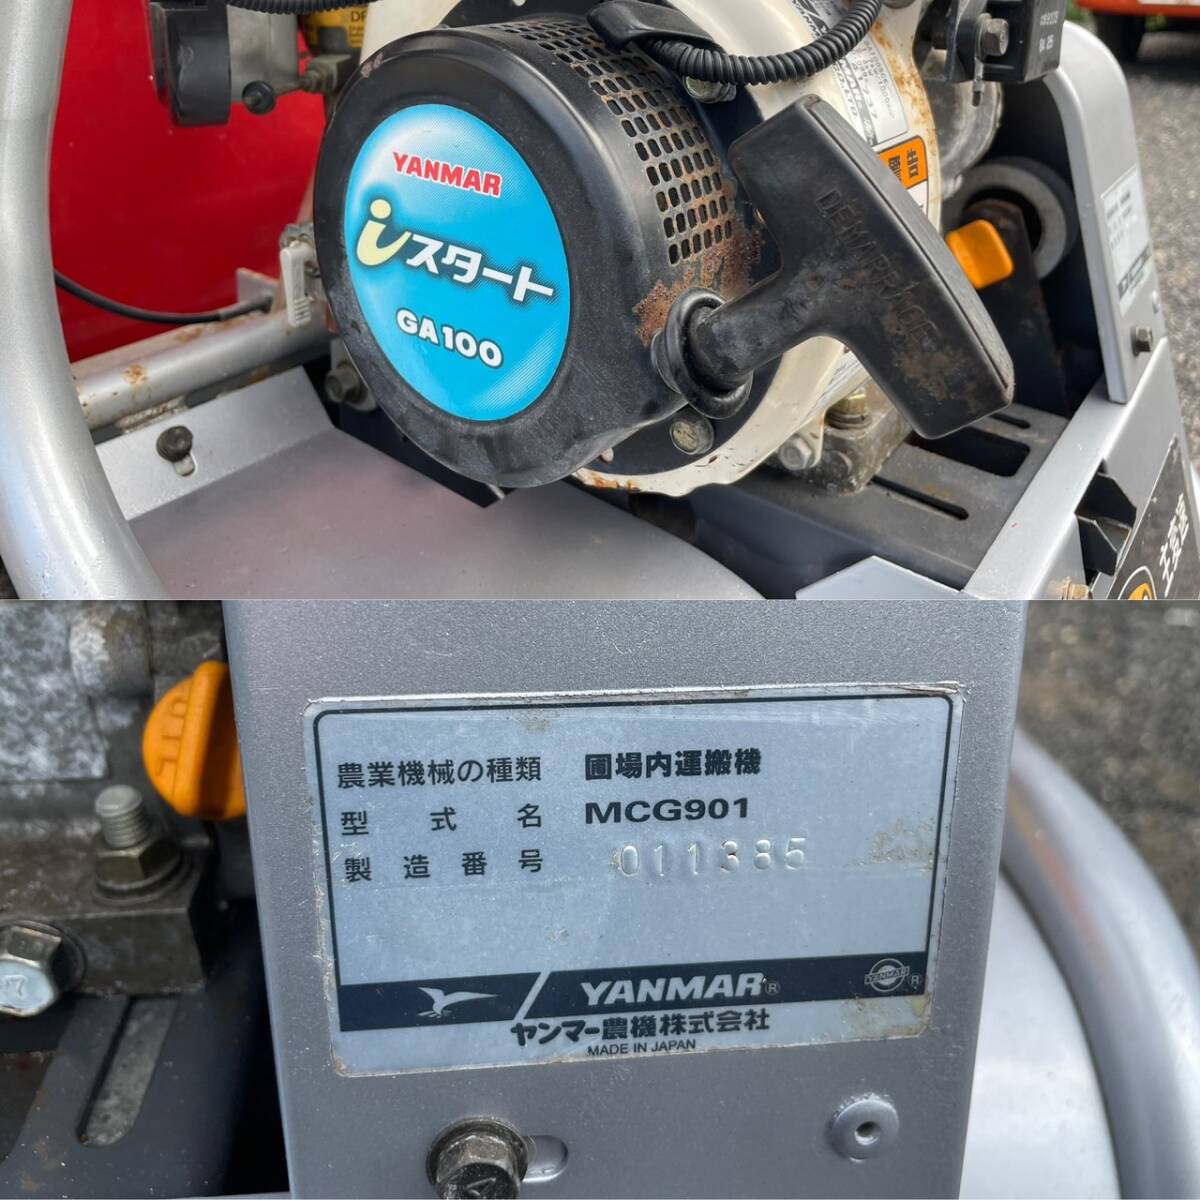 YANMAR
iスタート
GA100
DEMARRAGE
警告
農業機械の種類 圃場内運搬機
型式名 MCG901
製造番号 011385
YANMAR®
YANMAR ®
ヤンマー農機株式会社
MADE IN JAPAN